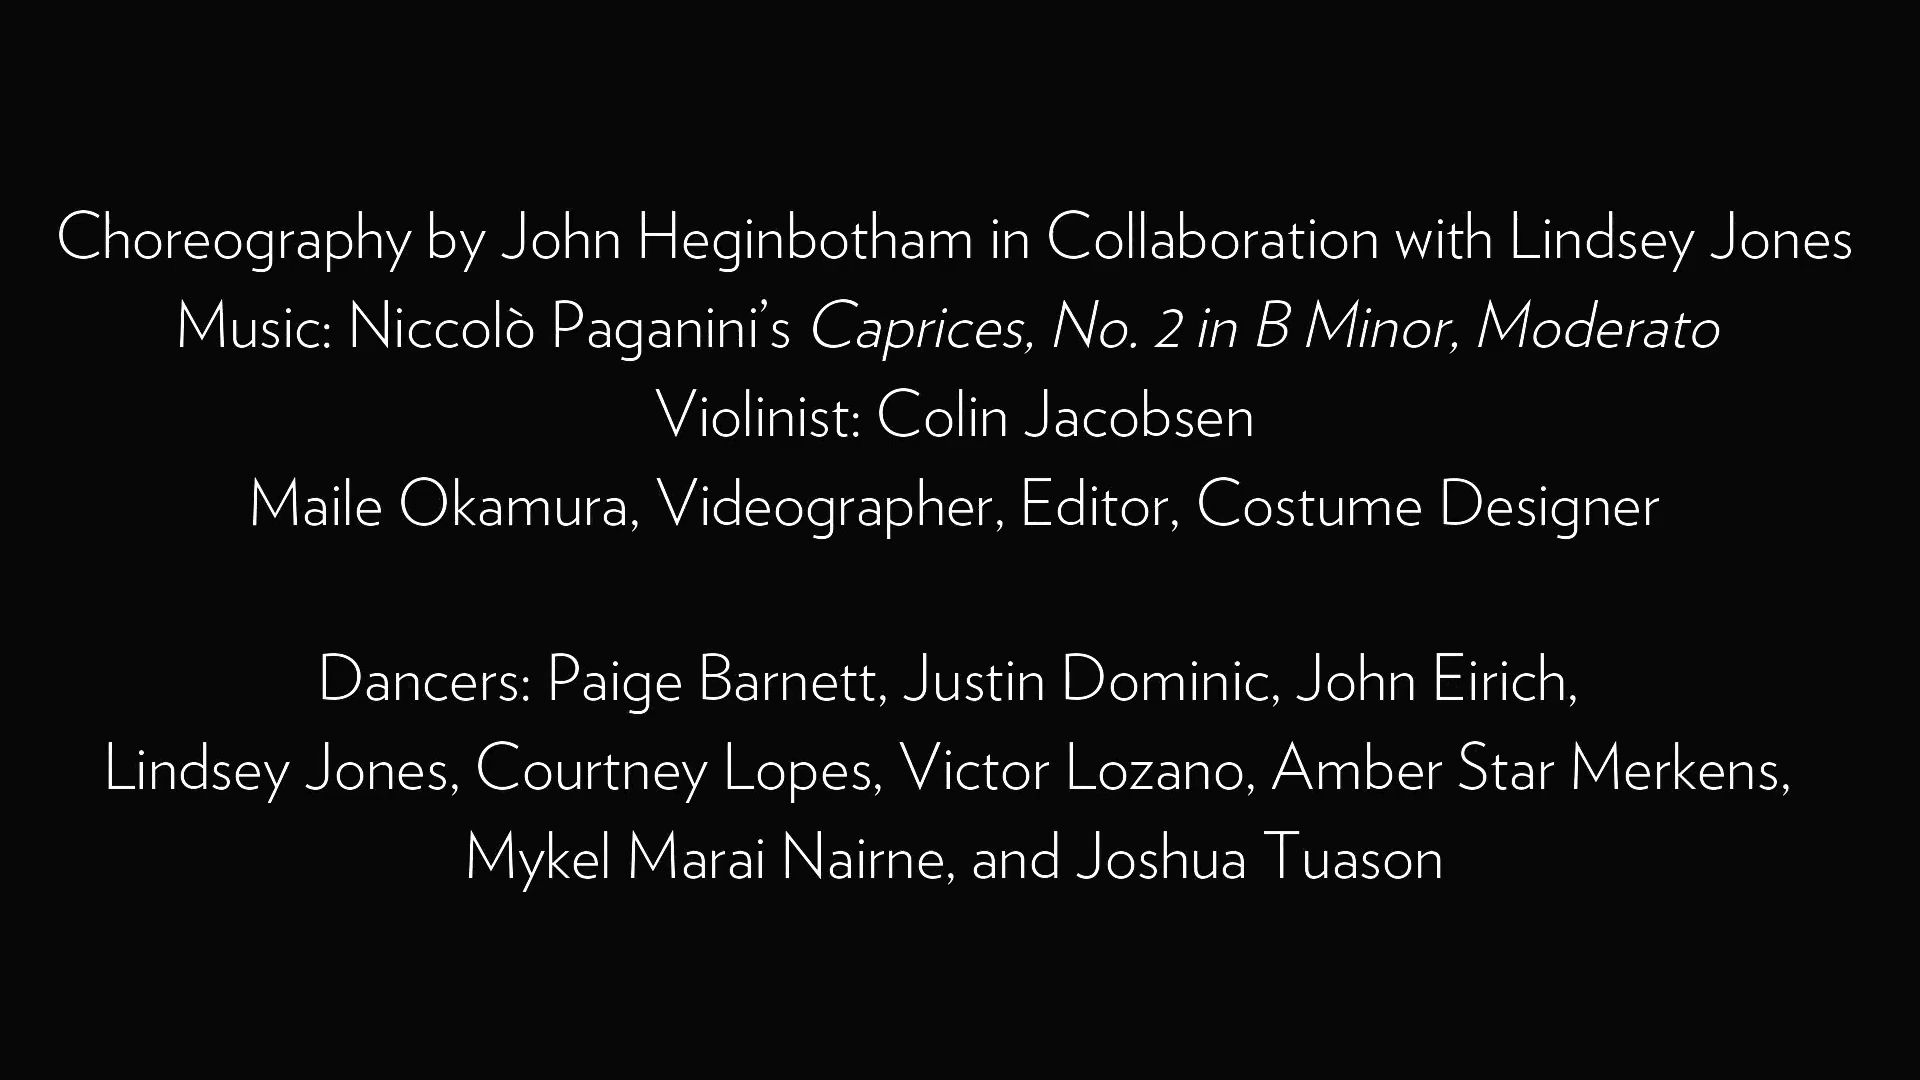 Choreography by John Heginbotham in Collaboration with Lindsey Jones
Music: Niccolò Paganini’s Caprices, No. 2 in B Minor, Moderato
Violinist: Colin Jacobsen
Maile Okamura, Videographer, Editor, Costume Designer
Dancers: Paige Barnett, Justin Dominic, John Eirich,
Lindsey Jones, Courtney Lopes, Victor Lozano, Amber Star Merkens,
Mykel Marai Nairne, and Joshua Tuason